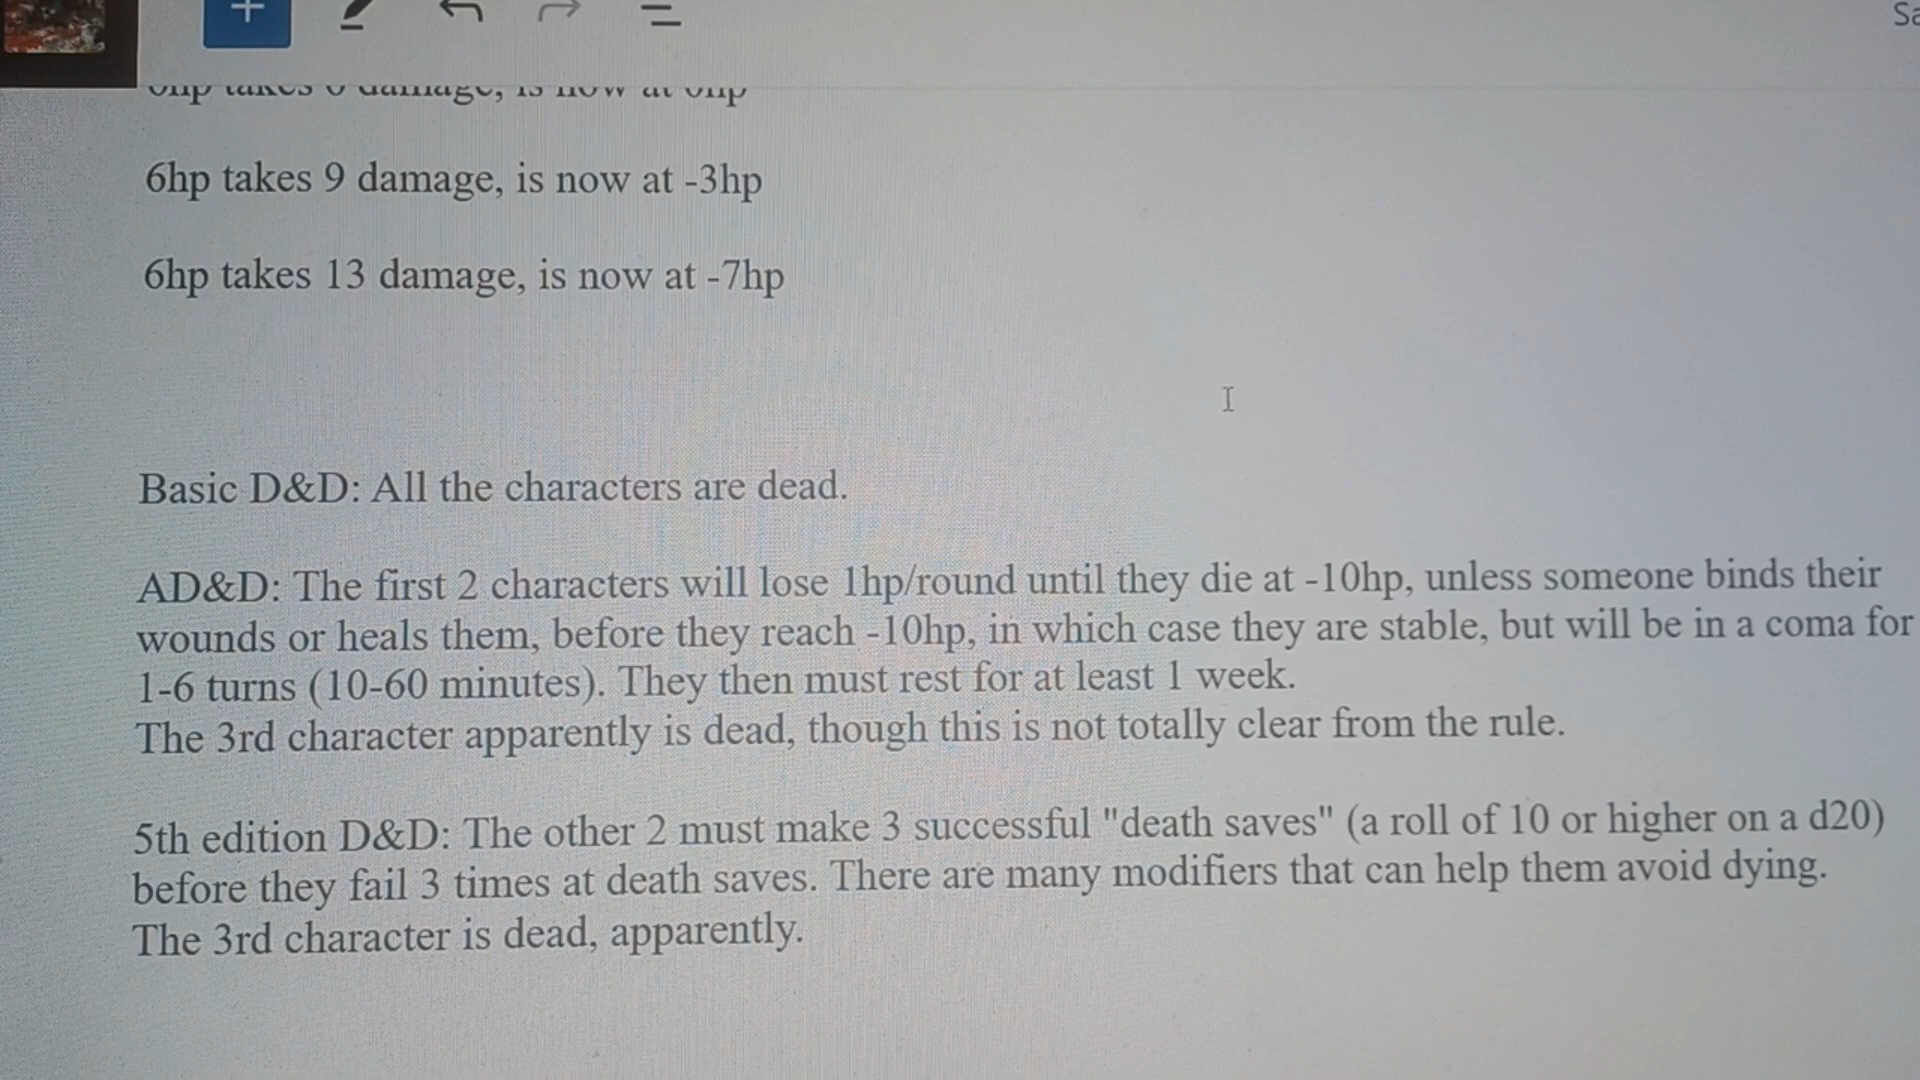 Sa
6hp takes 9 damage, is now at -3hp
6hp takes 13 damage, is now at -7hp
Basic D&D: All the characters are dead.
AD&D: The first 2 characters will lose 1hp/round until they die at -10hp, unless someone binds their
wounds or heals them, before they reach -10hp, in which case they are stable, but will be in a coma for
1-6 turns (10-60 minutes). They then must rest for at least 1 week.
The 3rd character apparently is dead, though this is not totally clear from the rule.
5th edition D&D: The other 2 must make 3 successful "death saves" (a roll of 10 or higher on a d20)
before they fail 3 times at death saves. There are many modifiers that can help them avoid dying.
The 3rd character is dead, apparently.